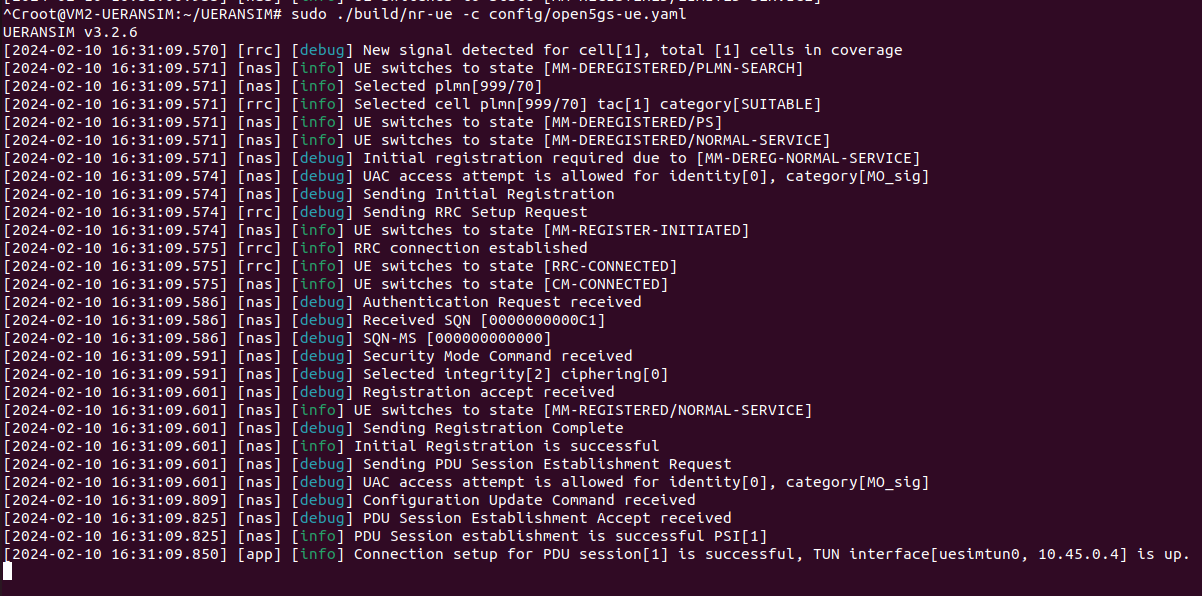 ^Croot@VM2-UERANSIM:~/UERANSIM# sudo ./build/nr-ue -c config/open5gs-ue.yaml
UERANSIM v3.2.6
[2024-02-10 16:31:09.570] [rrc] [debug] New signal detected for cell[1], total [1] cells in coverage
[2024-02-10 16:31:09.571] [nas] [info] UE switches to state [MM-DEREGISTERED/PLMN-SEARCH]
[2024-02-10 16:31:09.571] [nas] [info] Selected plmn[999/70]
[2024-02-10 16:31:09.571] [rrc] [info] Selected cell plmn[999/70] tac[1] category[SUITABLE]
[2024-02-10 16:31:09.571] [nas] [info] UE switches to state [MM-DEREGISTERED/PS]
[2024-02-10 16:31:09.571] [nas] [info] UE switches to state [MM-DEREGISTERED/NORMAL-SERVICE]
[2024-02-10 16:31:09.571] [nas] [debug] Initial registration required due to [MM-DEREG-NORMAL-SERVICE]
[2024-02-10 16:31:09.574] [nas] [debug] UAC access attempt is allowed for identity[0], category[MO_sig]
[2024-02-10 16:31:09.574] [nas] [debug] Sending Initial Registration
[2024-02-10 16:31:09.574] [rrc] [debug] Sending RRC Setup Request
[2024-02-10 16:31:09.574] [nas] [info] UE switches to state [MM-REGISTER-INITIATED]
[2024-02-10 16:31:09.575] [rrc] [info] RRC connection established
[2024-02-10 16:31:09.575] [rrc] [info] UE switches to state [RRC-CONNECTED]
[2024-02-10 16:31:09.575] [nas] [info] UE switches to state [CM-CONNECTED]
[2024-02-10 16:31:09.586] [nas] [debug] Authentication Request received
[2024-02-10 16:31:09.586] [nas] [debug] Received SQN [0000000000C1]
[2024-02-10 16:31:09.586] [nas] [debug] SQN-MS [000000000000]
[2024-02-10 16:31:09.591] [nas] [debug] Security Mode Command received
[2024-02-10 16:31:09.591] [nas] [debug] Selected integrity[2] ciphering[0]
[2024-02-10 16:31:09.601] [nas] [debug] Registration accept received
[2024-02-10 16:31:09.601] [nas] [info] UE switches to state [MM-REGISTERED/NORMAL-SERVICE]
[2024-02-10 16:31:09.601] [nas] [debug] Sending Registration Complete
[2024-02-10 16:31:09.601] [nas] [info] Initial Registration is successful
[2024-02-10 16:31:09.601] [nas] [debug] Sending PDU Session Establishment Request
[2024-02-10 16:31:09.601] [nas] [debug] UAC access attempt is allowed for identity[0], category[MO_sig]
[2024-02-10 16:31:09.809] [nas] [debug] Configuration Update Command received
[2024-02-10 16:31:09.825] [nas] [debug] PDU Session Establishment Accept received
[2024-02-10 16:31:09.825] [nas] [info] PDU Session establishment is successful PSI[1]
[2024-02-10 16:31:09.850] [app] [info] Connection setup for PDU session[1] is successful, TUN interface[uesimtun0, 10.45.0.4] is up.